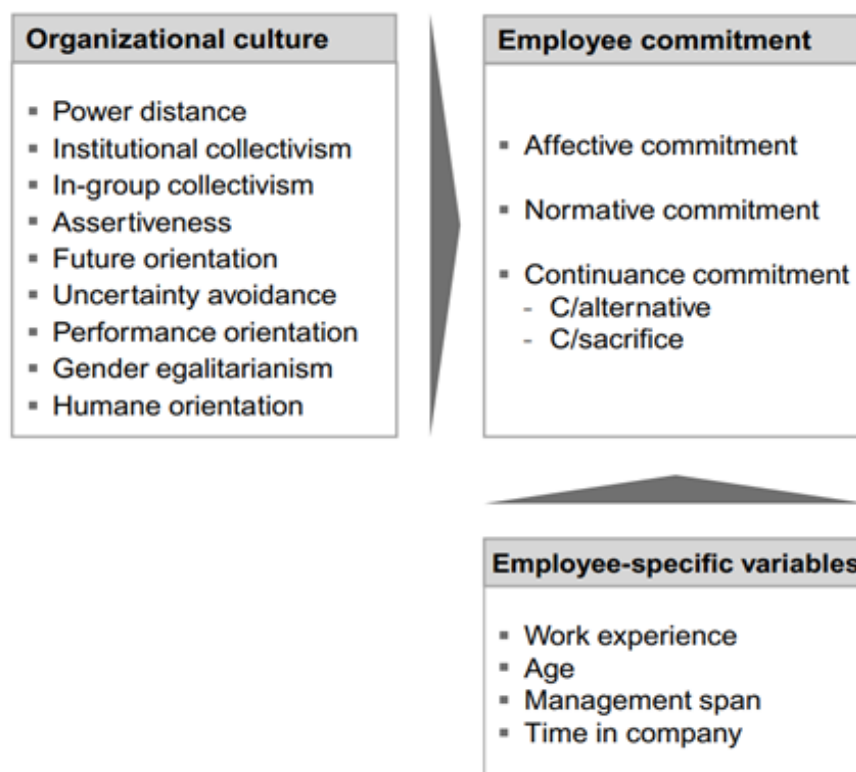 Organizational culture
▪ Power distance
▪ Institutional collectivism
▪ In-group collectivism
▪ Assertiveness
▪ Future orientation
▪ Uncertainty avoidance
▪ Performance orientation
▪ Gender egalitarianism
▪ Humane orientation
Employee commitment
▪ Affective commitment
▪ Normative commitment
▪ Continuance commitment
- C/alternative
- C/sacrifice
Employee-specific variables
▪ Work experience
▪ Age
▪ Management span
▪ Time in company